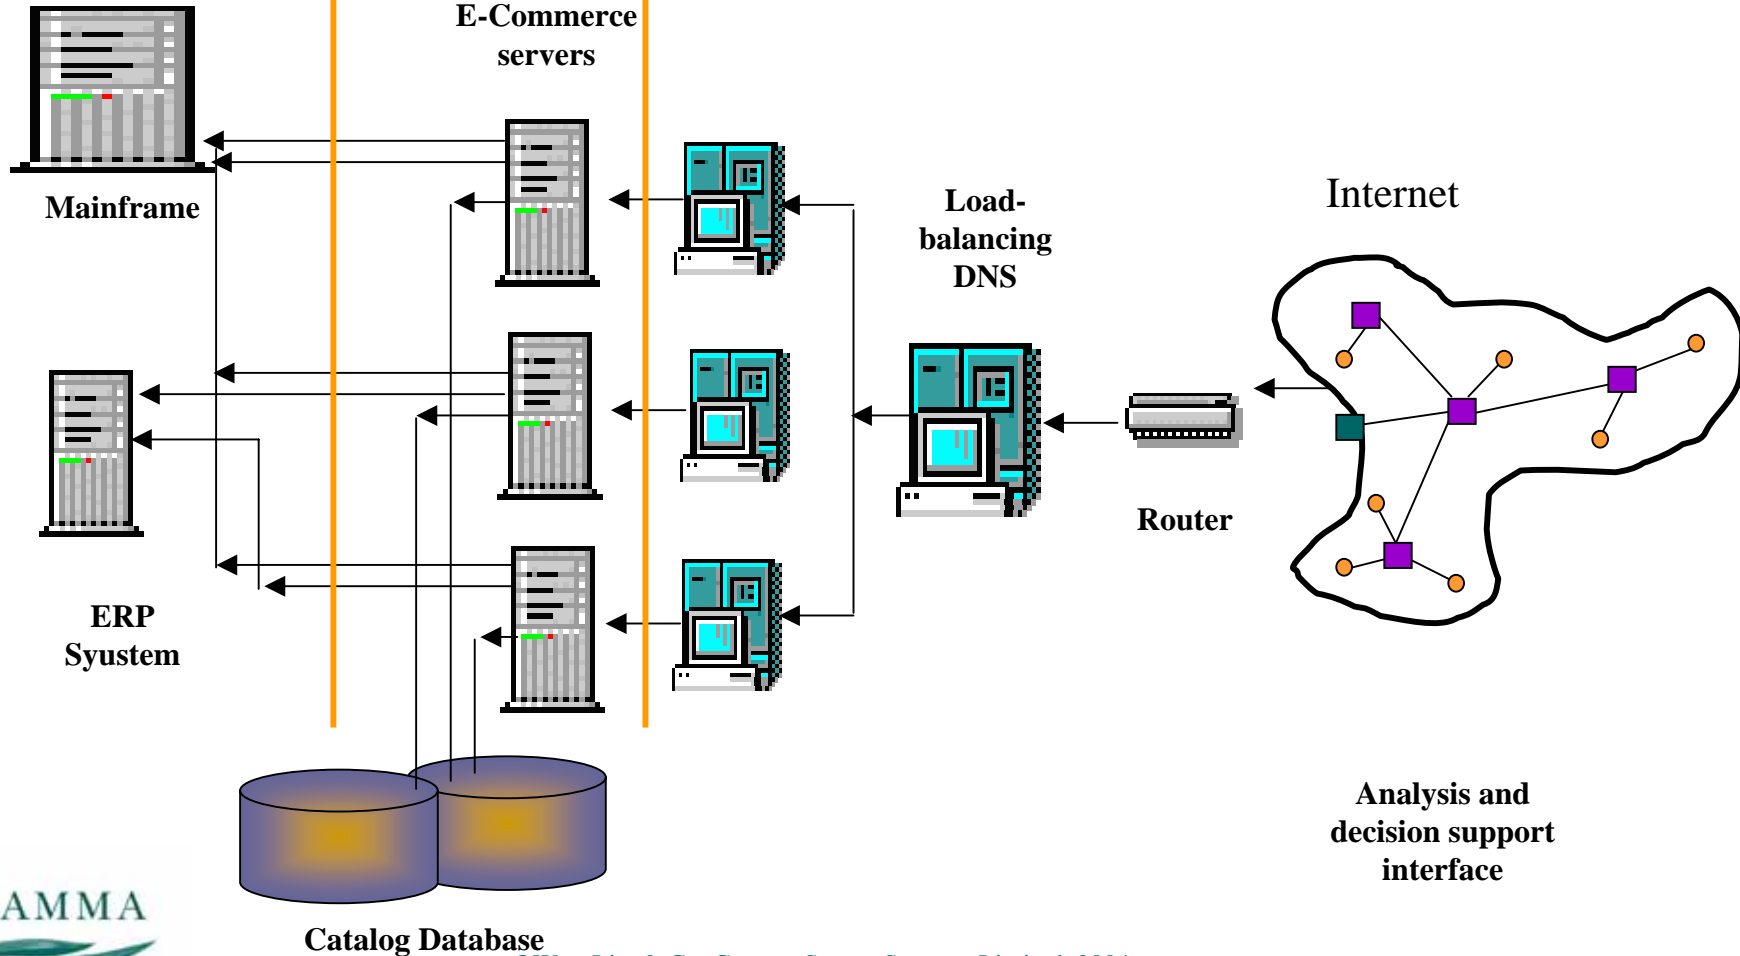 E-Commerce
servers
Mainframe
Load-
balancing
DNS
Internet
Router
ERP
Syustem
Analysis and
decision support
interface
AMMA
Catalog Database